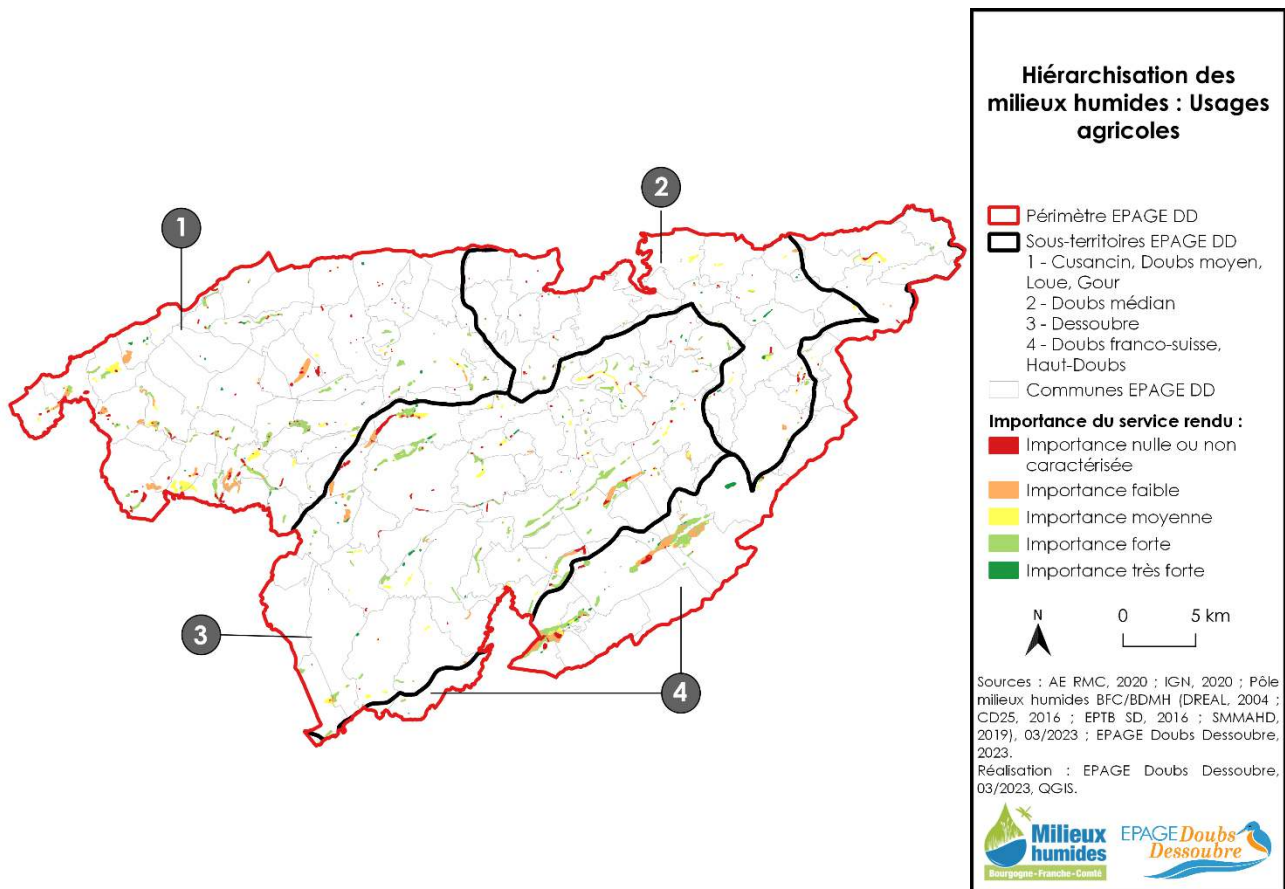 1
2
3
4
Hiérarchisation des
milieux humides : Usages
agricoles
Périmètre EPAGE DD
Sous-territoires EPAGE DD
1 - Cusancin, Doubs moyen,
Loue, Gour
2 - Doubs médian
3 - Dessoubre
4 - Doubs franco-suisse,
Haut-Doubs
Communes EPAGE DD
Importance du service rendu :
Importance nulle ou non
caractérisée
Importance faible
Importance moyenne
Importance forte
Importance très forte
N
0 5 km
Sources : AE RMC, 2020 ; IGN, 2020 ; Pôle
milieux humides BFC/BDMH (DREAL, 2004 ;
CD25, 2016 ; EPTB SD, 2016 ; SMMAHD,
2019), 03/2023 ; EPAGE Doubs Dessoubre,
2023.
Réalisation : EPAGE Doubs Dessoubre,
03/2023, QGIS.
Milieux
humides
Bourgogne-Franche-Comté
EPAGE Doubs
Dessoubre